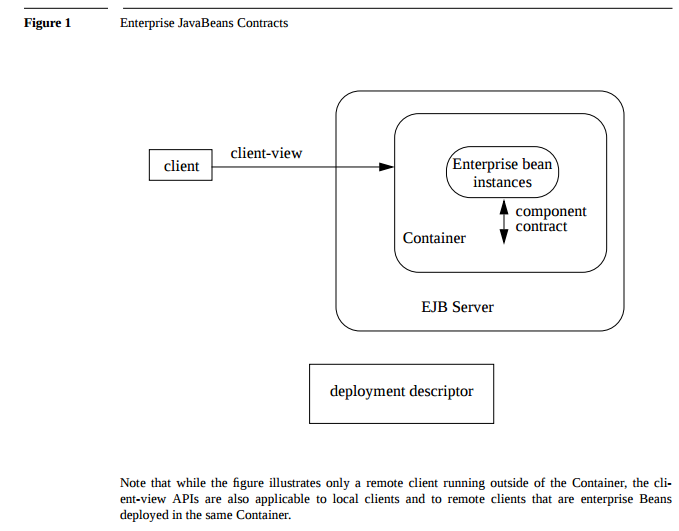 Figure 1 Enterprise JavaBeans Contracts
client
client-view
Enterprise bean
instances
component
contract
Container
EJB Server
deployment descriptor
Note that while the figure illustrates only a remote client running outside of the Container, the cli-
ent-view APIs are also applicable to local clients and to remote clients that are enterprise Beans
deployed in the same Container.